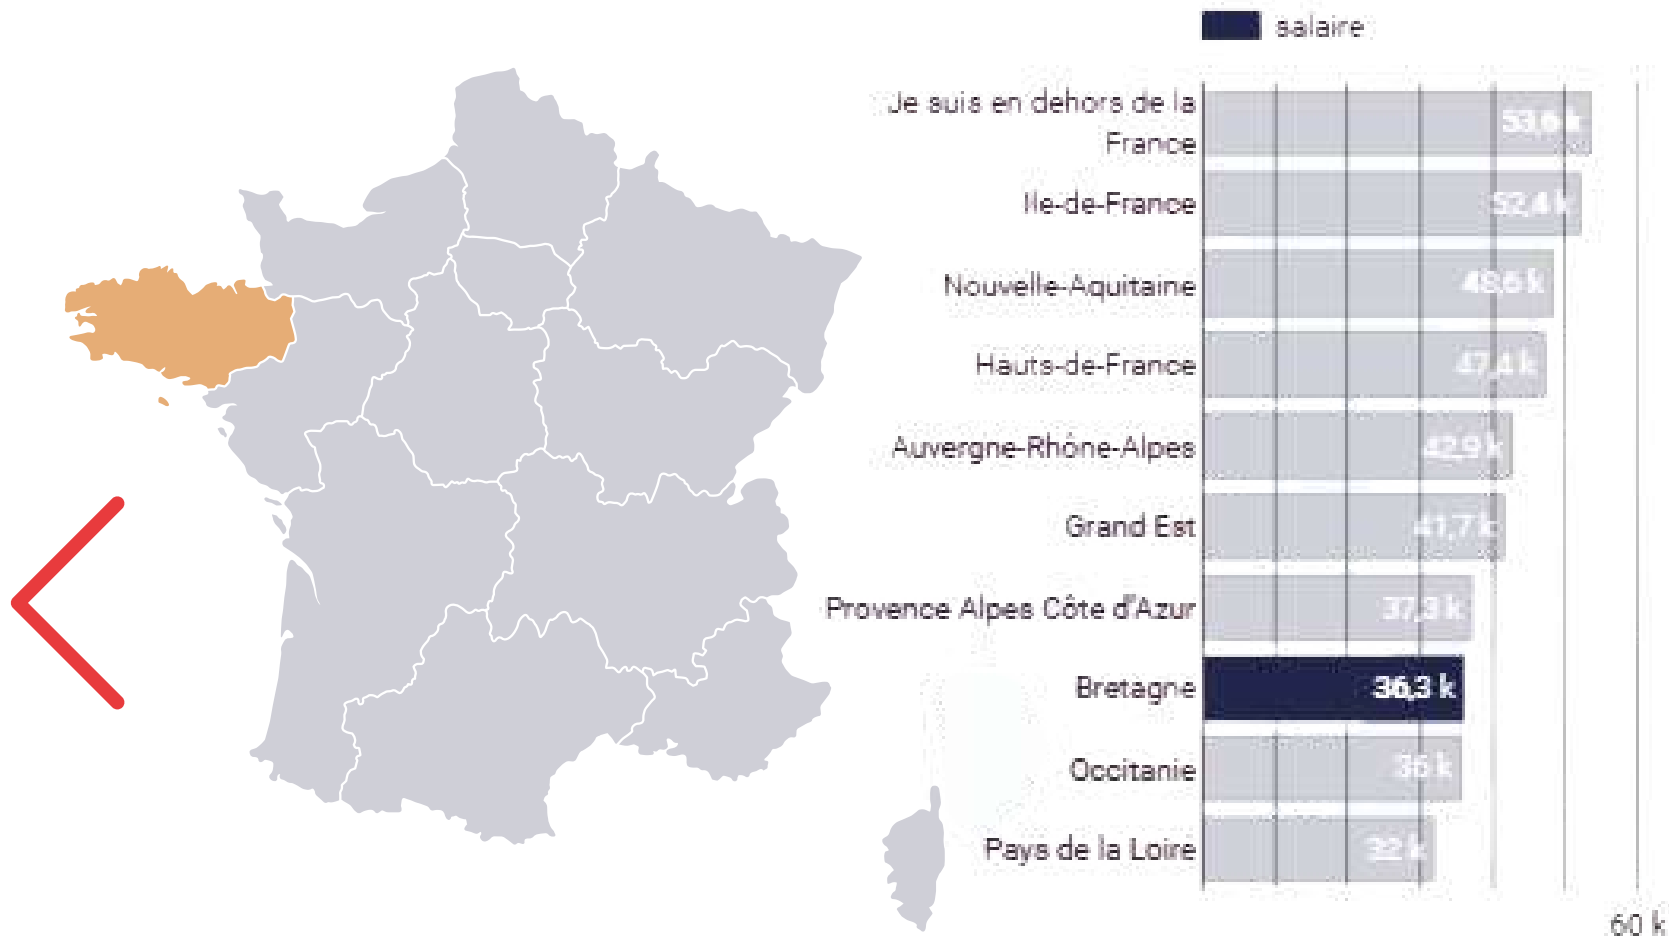 salaire
Je suis en dehors de la
France
53,6 k
Ile-de-France
52,4 k
Nouvelle-Aquitaine
48,6 k
Hauts-de-France
47,4 k
Auvergne-Rhône-Alpes
42,9 k
Grand Est
41,7 k
Provence Alpes Côte d'Azur
37,3 k
Bretagne
36,3 k
Occitanie
36 k
Pays de la Loire
32 k
60 k